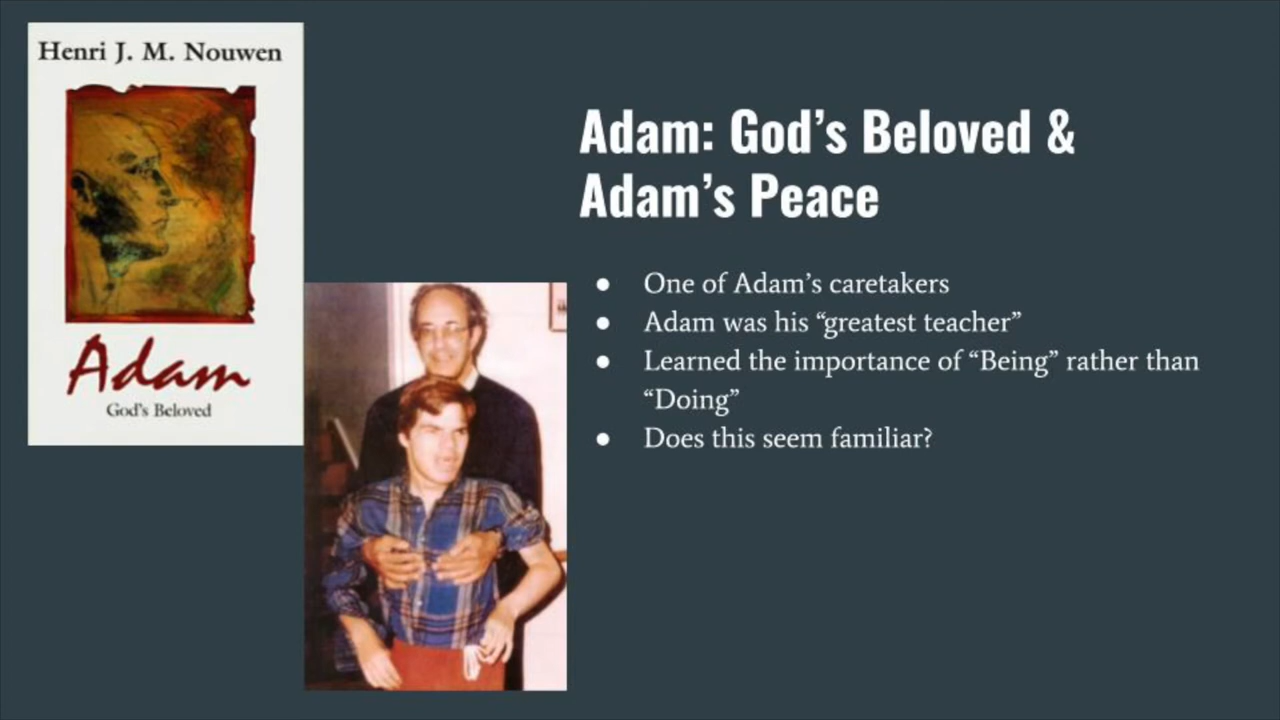 Henri J. M. Nouwen
Adam
God's Beloved
Adam: God’s Beloved &
Adam’s Peace
● One of Adam’s caretakers
● Adam was his “greatest teacher”
● Learned the importance of “Being” rather than
“Doing”
● Does this seem familiar?